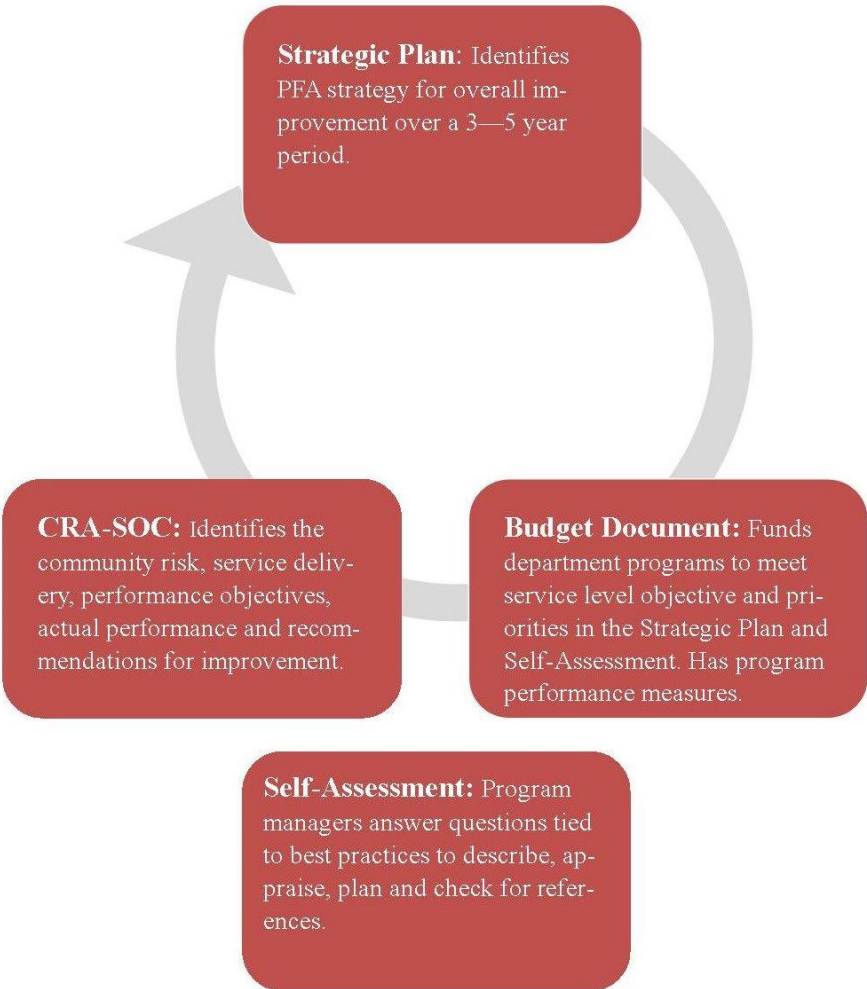 Strategic Plan: Identifies
PFA strategy for overall im-
provement over a 3—5 year
period.
CRA-SOC: Identifies the
community risk, service deliv-
ery, performance objectives,
actual performance and recom-
mendations for improvement.
Budget Document: Funds
department programs to meet
service level objective and pri-
orities in the Strategic Plan and
Self-Assessment. Has program
performance measures.
Self-Assessment: Program
managers answer questions tied
to best practices to describe, ap-
praise, plan and check for refer-
ences.